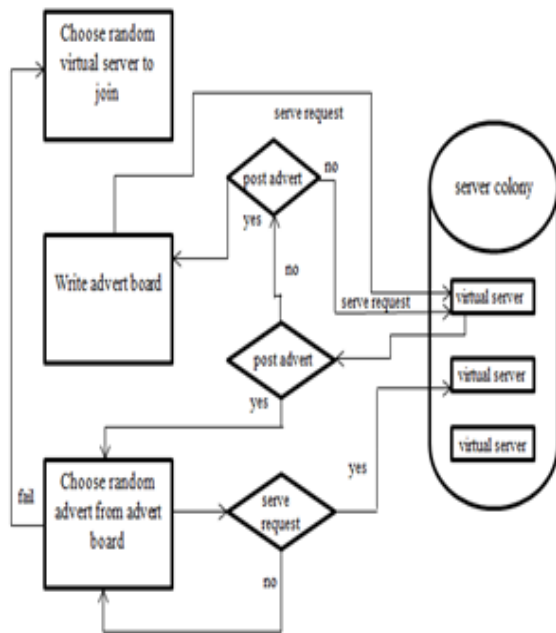 Choose random
virtual server to
join
serve request
post advert
no
yes
server colony
Write advert board
no
serve request
virtual server
post advert
yes
virtual server
virtual server
Choose random
advert from advert
board
fail
serve
request
yes
no